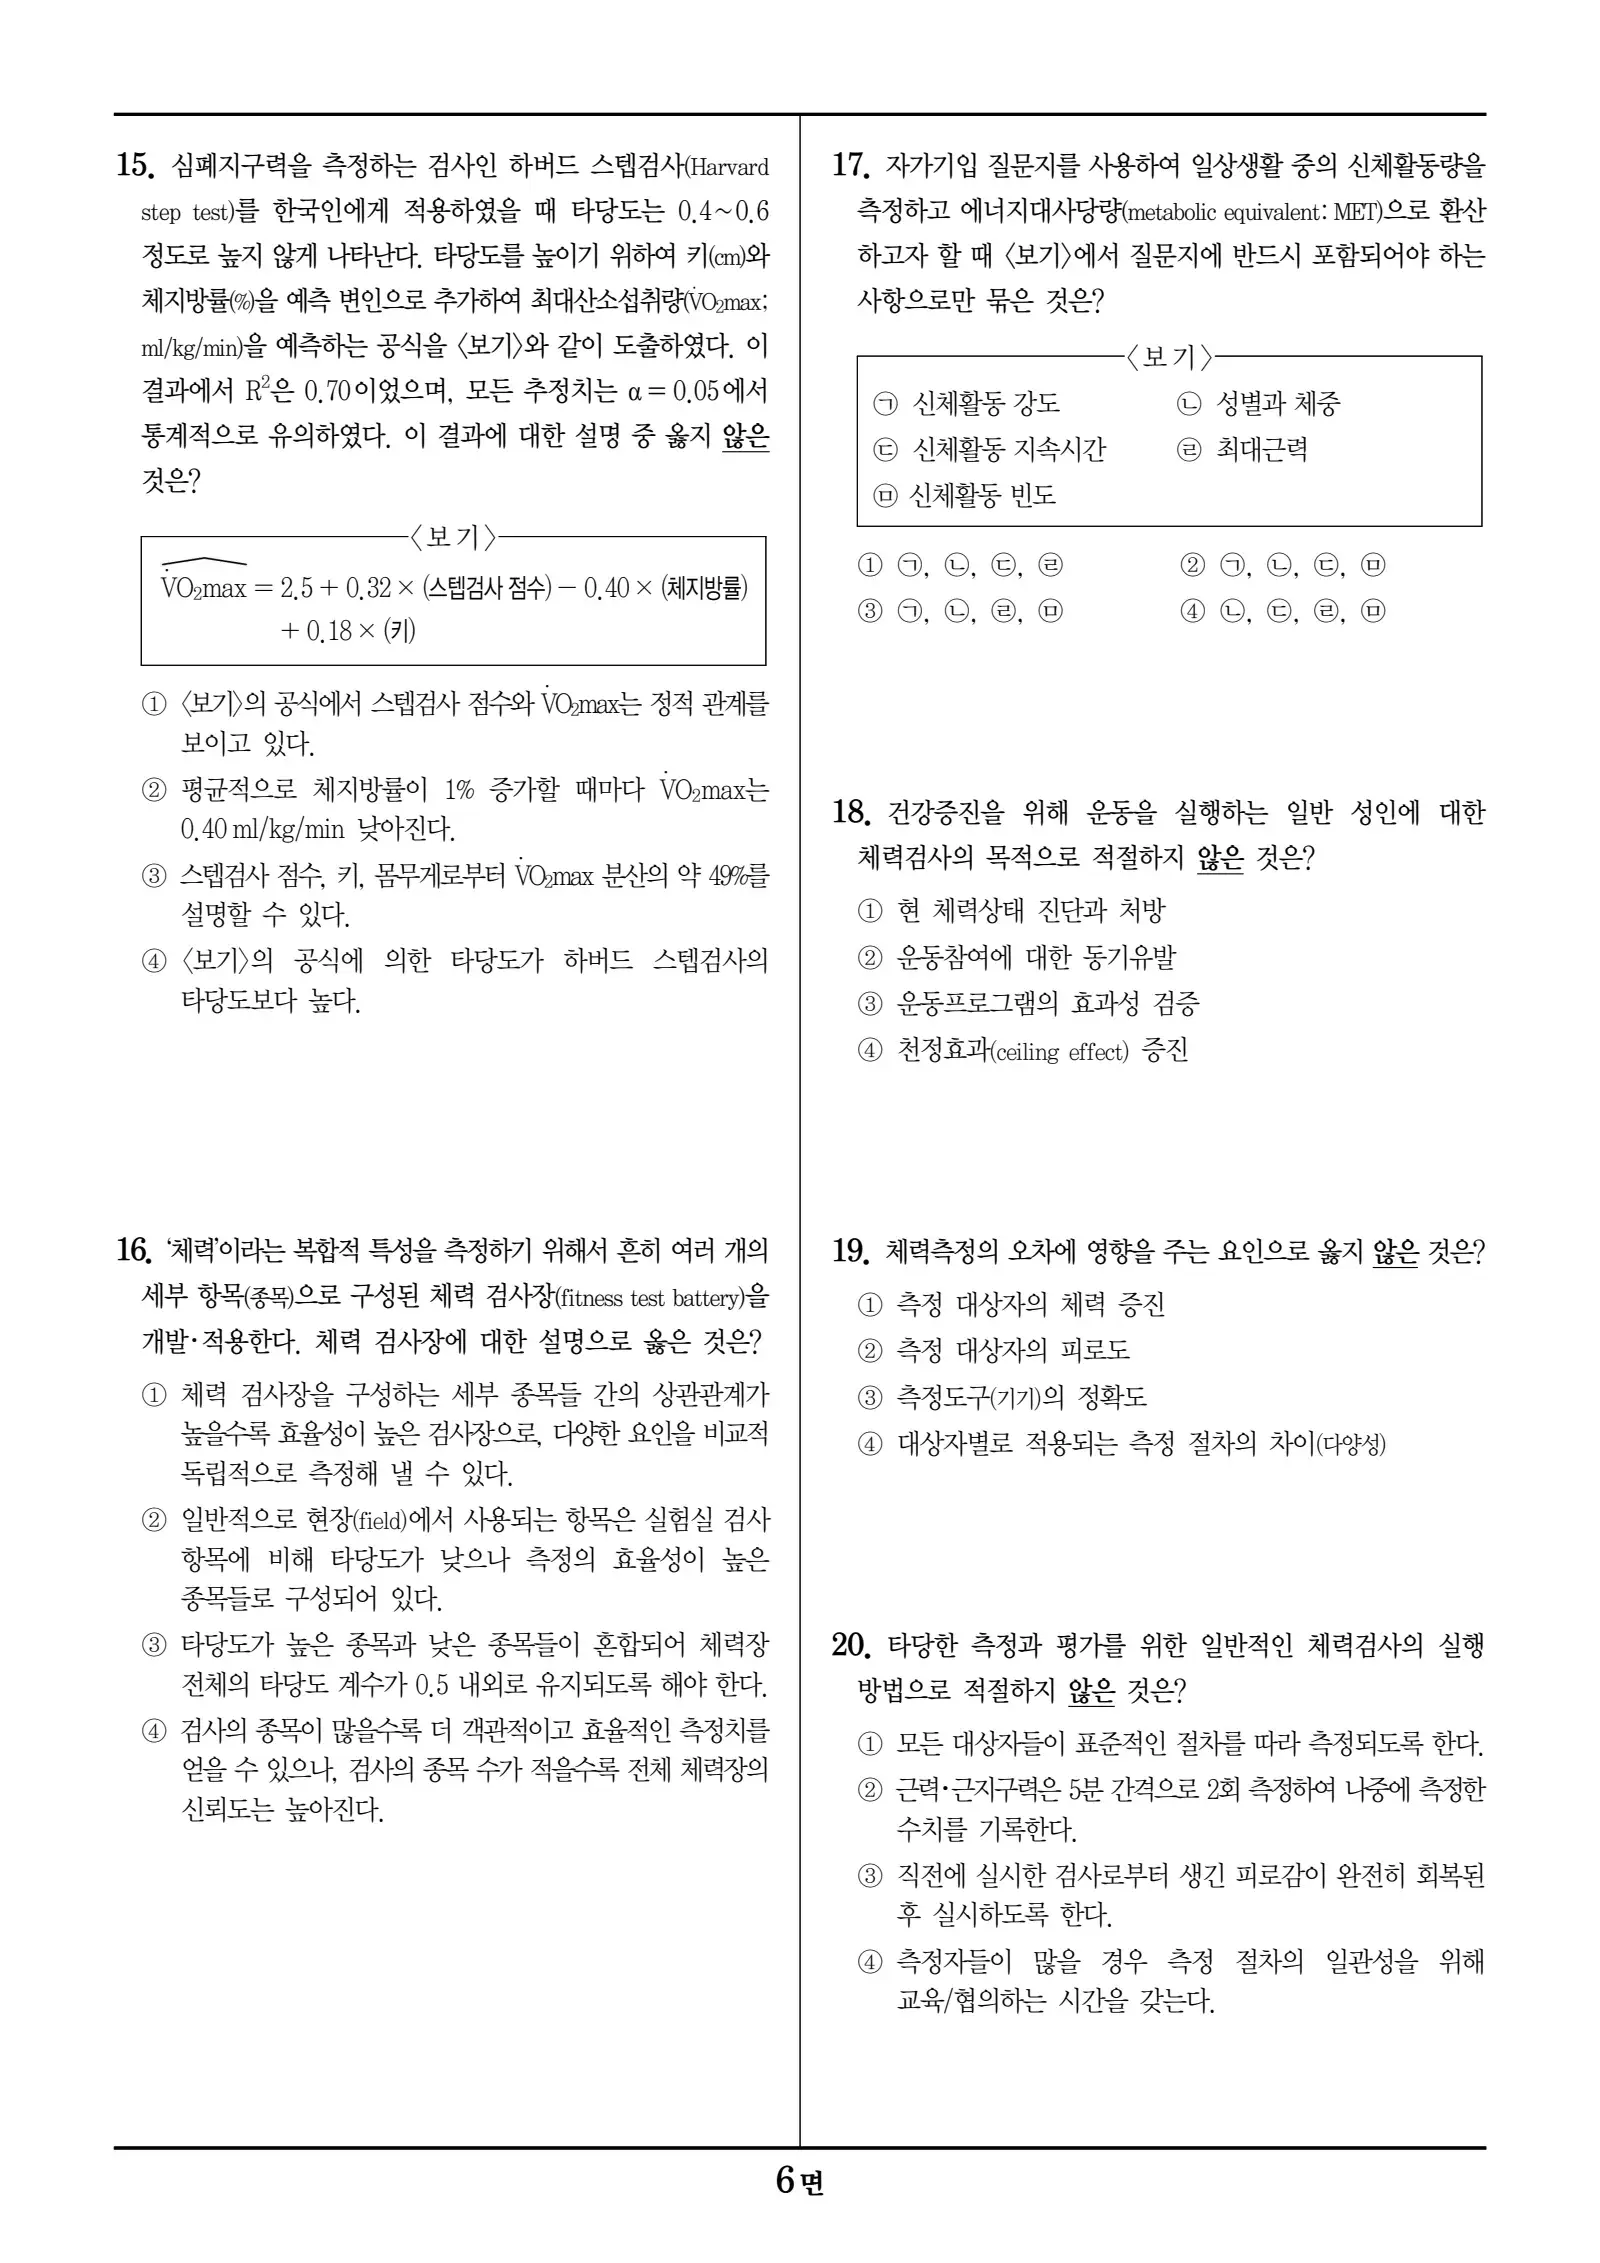 15. 심폐지구력을 측정하는 검사인 하버드 스텝검사(Harvard
step test)를 한국인에게 적용하였을 때 타당도는 0.4~0.6
정도로 높지 않게 나타난다. 타당도를 높이기 위하여 키(cm)와
체지방률(%)을 예측 변인으로 추가하여 최대산소섭취량(V̇O₂max;
ml/kg/min)을 예측하는 공식을 〈보기〉와 같이 도출하였다. 이
결과에서 R²은 0.70이었으며, 모든 추정치는 α=0.05에서
통계적으로 유의하였다. 이 결과에 대한 설명 중 옳지 않은
것은?
〈보기〉
V̇O₂max = 2.5 + 0.32 × (스텝검사 점수) − 0.40 × (체지방률)
+ 0.18 × (키)
① 〈보기〉의 공식에서 스텝검사 점수와 V̇O₂max는 정적 관계를
보이고 있다.
② 평균적으로 체지방률이 1% 증가할 때마다 V̇O₂max는
0.40 ml/kg/min 낮아진다.
③ 스텝검사 점수, 키, 몸무게로부터 V̇O₂max 분산의 약 49%를
설명할 수 있다.
④ 〈보기〉의 공식에 의한 타당도가 하버드 스텝검사의
타당도보다 높다.
16. ‘체력’이라는 복합적 특성을 측정하기 위해서 흔히 여러 개의
세부 항목(종목)으로 구성된 체력 검사장(fitness test battery)을
개발·적용한다. 체력 검사장에 대한 설명으로 옳은 것은?
① 체력 검사장을 구성하는 세부 종목들 간의 상관관계가
높을수록 효율성이 높은 검사장으로, 다양한 요인을 비교적
독립적으로 측정해 낼 수 있다.
② 일반적으로 현장(field)에서 사용되는 항목은 실험실 검사
항목에 비해 타당도가 낮으나 측정의 효율성이 높은
종목들로 구성되어 있다.
③ 타당도가 높은 종목과 낮은 종목들이 혼합되어 체력장
전체의 타당도 계수가 0.5 내외로 유지되도록 해야 한다.
④ 검사의 종목이 많을수록 더 객관적이고 효율적인 측정치를
얻을 수 있으나, 검사의 종목 수가 적을수록 전체 체력장의
신뢰도는 높아진다.
17. 자가기입 질문지를 사용하여 일상생활 중의 신체활동량을
측정하고 에너지대사당량(metabolic equivalent: MET)으로 환산
하고자 할 때 〈보기〉에서 질문지에 반드시 포함되어야 하는
사항으로만 묶은 것은?
〈보기〉
㉠ 신체활동 강도 ㉡ 성별과 체중
㉢ 신체활동 지속시간 ㉣ 최대근력
㉤ 신체활동 빈도
① ㉠, ㉡, ㉢, ㉣ ② ㉠, ㉡, ㉢, ㉤
③ ㉠, ㉡, ㉣, ㉤ ④ ㉡, ㉢, ㉣, ㉤
18. 건강증진을 위해 운동을 실행하는 일반 성인에 대한
체력검사의 목적으로 적절하지 않은 것은?
① 현 체력상태 진단과 처방
② 운동참여에 대한 동기유발
③ 운동프로그램의 효과성 검증
④ 천정효과(ceiling effect) 증진
19. 체력측정의 오차에 영향을 주는 요인으로 옳지 않은 것은?
① 측정 대상자의 체력 증진
② 측정 대상자의 피로도
③ 측정도구(기기)의 정확도
④ 대상자별로 적용되는 측정 절차의 차이(다양성)
20. 타당한 측정과 평가를 위한 일반적인 체력검사의 실행
방법으로 적절하지 않은 것은?
① 모든 대상자들이 표준적인 절차를 따라 측정되도록 한다.
② 근력·근지구력은 5분 간격으로 2회 측정하여 나중에 측정한
수치를 기록한다.
③ 직전에 실시한 검사로부터 생긴 피로감이 완전히 회복된
후 실시하도록 한다.
④ 측정자들이 많을 경우 측정 절차의 일관성을 위해
교육/협의하는 시간을 갖는다.
6면